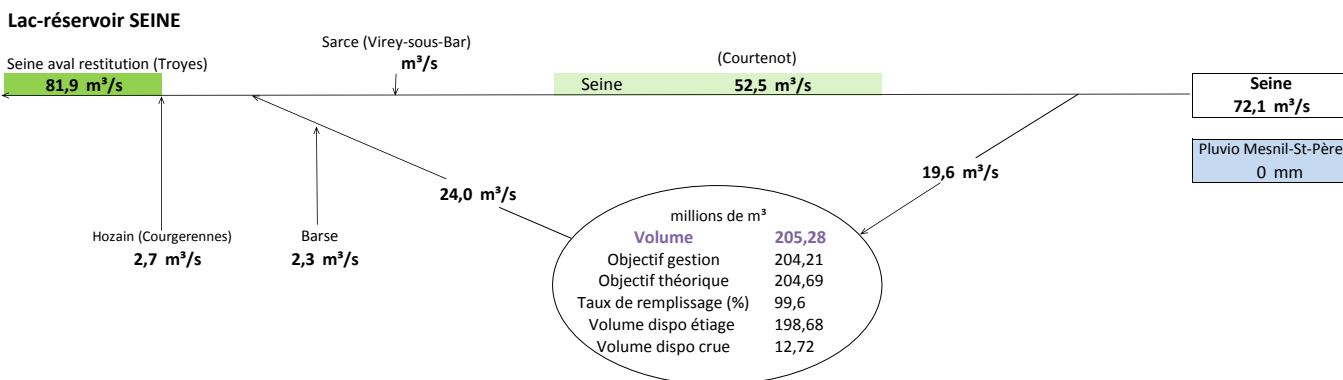 Lac-réservoir SEINE
Sarce (Virey-sous-Bar)
m³/s
(Courtenot)
Seine aval restitution (Troyes)
81,9 m³/s
Seine 52,5 m³/s
Seine
72,1 m³/s
Pluvio Mesnil-St-Père
0 mm
19,6 m³/s
24,0 m³/s
Hozain (Courgerennes)
2,7 m³/s
Barse
2,3 m³/s
millions de m³
Volume 205,28
Objectif gestion 204,21
Objectif théorique 204,69
Taux de remplissage (%) 99,6
Volume dispo étiage 198,68
Volume dispo crue 12,72